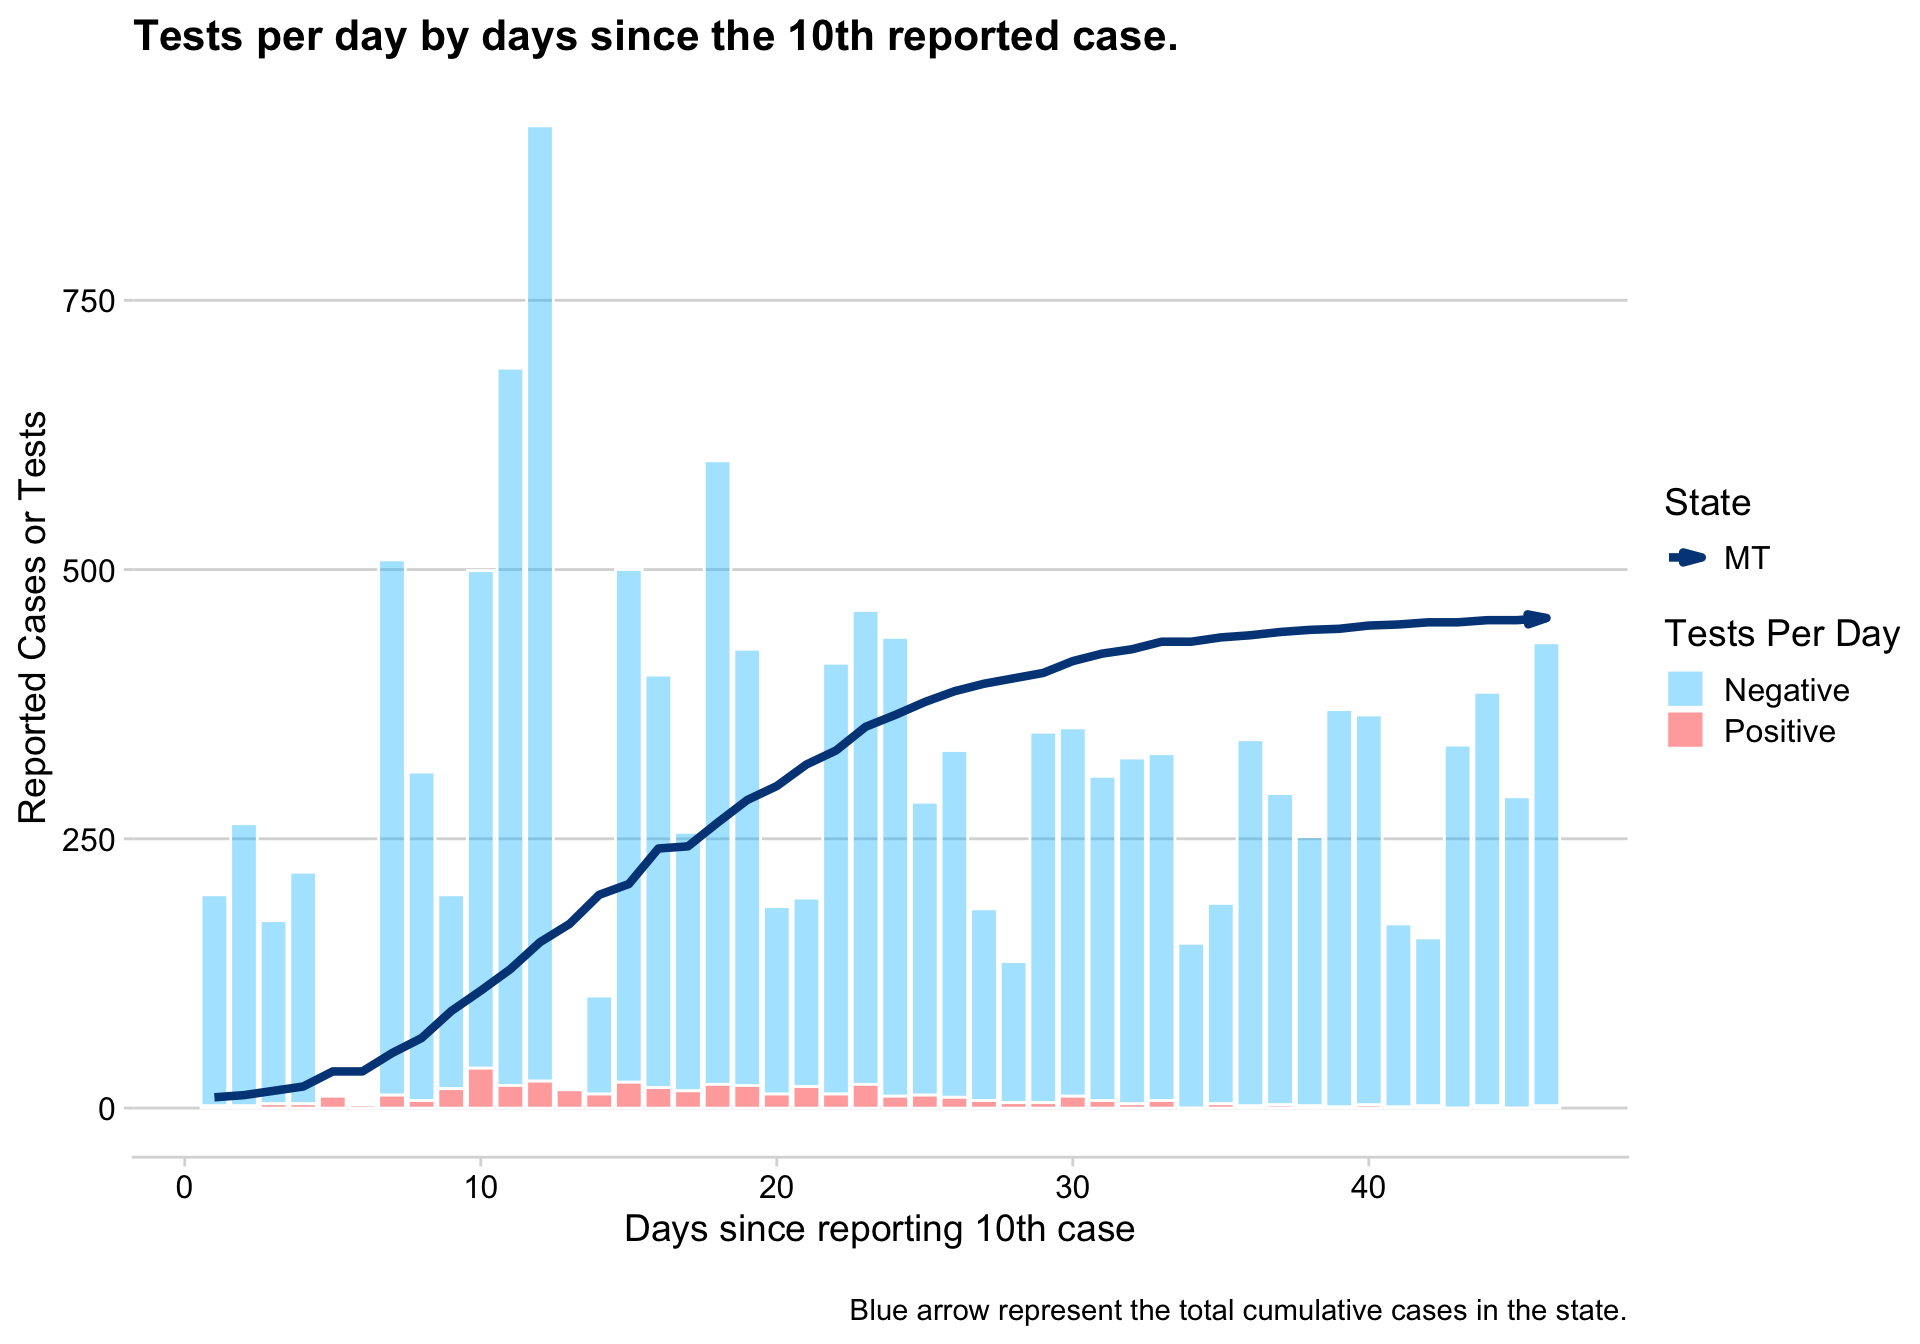 Tests per day by days since the 10th reported case.
Reported Cases or Tests
750
500
250
0
0 10 20 30 40
Days since reporting 10th case
State
MT
Tests Per Day
Negative
Positive
Blue arrow represent the total cumulative cases in the state.